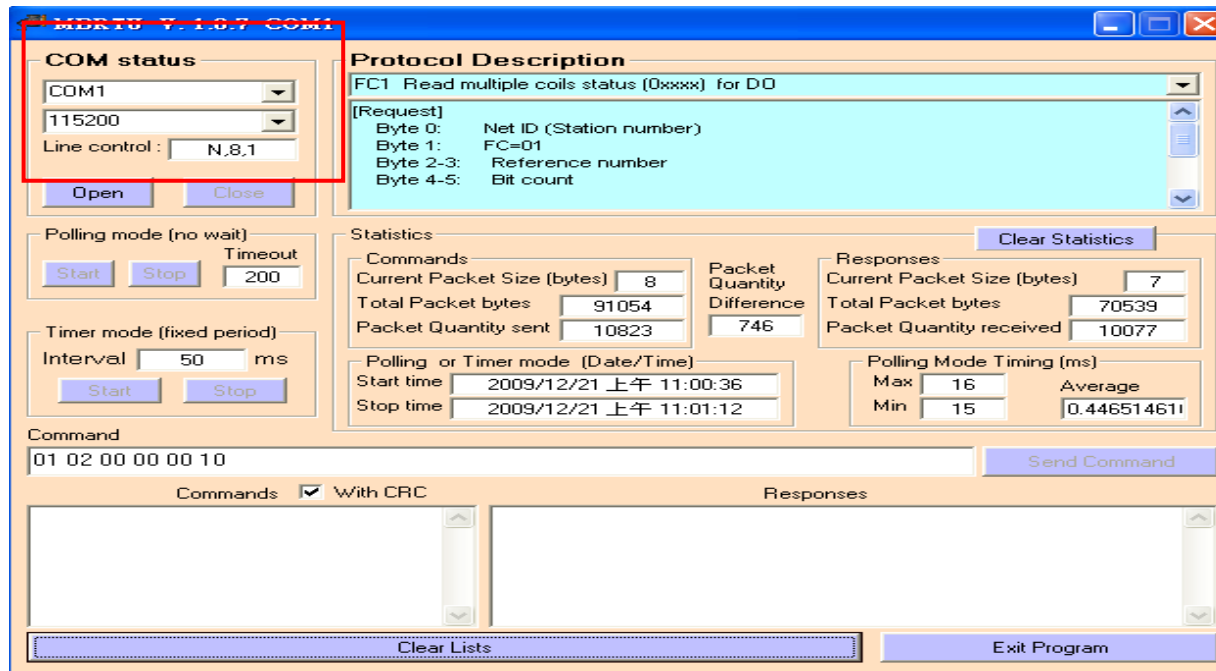 MBRTU V. 1.0.7 COM1
COM status
COM1
115200
Line control : N,8,1
Open Close
Protocol Description
FC1 Read multiple coils status (0xxxx) for DO
[Request]
Byte 0: Net ID (Station number)
Byte 1: FC=01
Byte 2-3: Reference number
Byte 4-5: Bit count
Polling mode (no wait)
Timeout
Start Stop 200
Timer mode (fixed period)
Interval 50 ms
Start Stop
Statistics
Clear Statistics
Commands
Current Packet Size (bytes) 8
Total Packet bytes 91054
Packet Quantity sent 10823
Packet
Quantity
Difference
746
Responses
Current Packet Size (bytes) 7
Total Packet bytes 70539
Packet Quantity received 10077
Polling or Timer mode (Date/Time)
Start time 2009/12/21 上午 11:00:36
Stop time 2009/12/21 上午 11:01:12
Polling Mode Timing (ms)
Max 16 Average
Min 15
Command
01 02 00 00 00 10
Send Command
Commands With CRC
Responses
Clear Lists
Exit Program